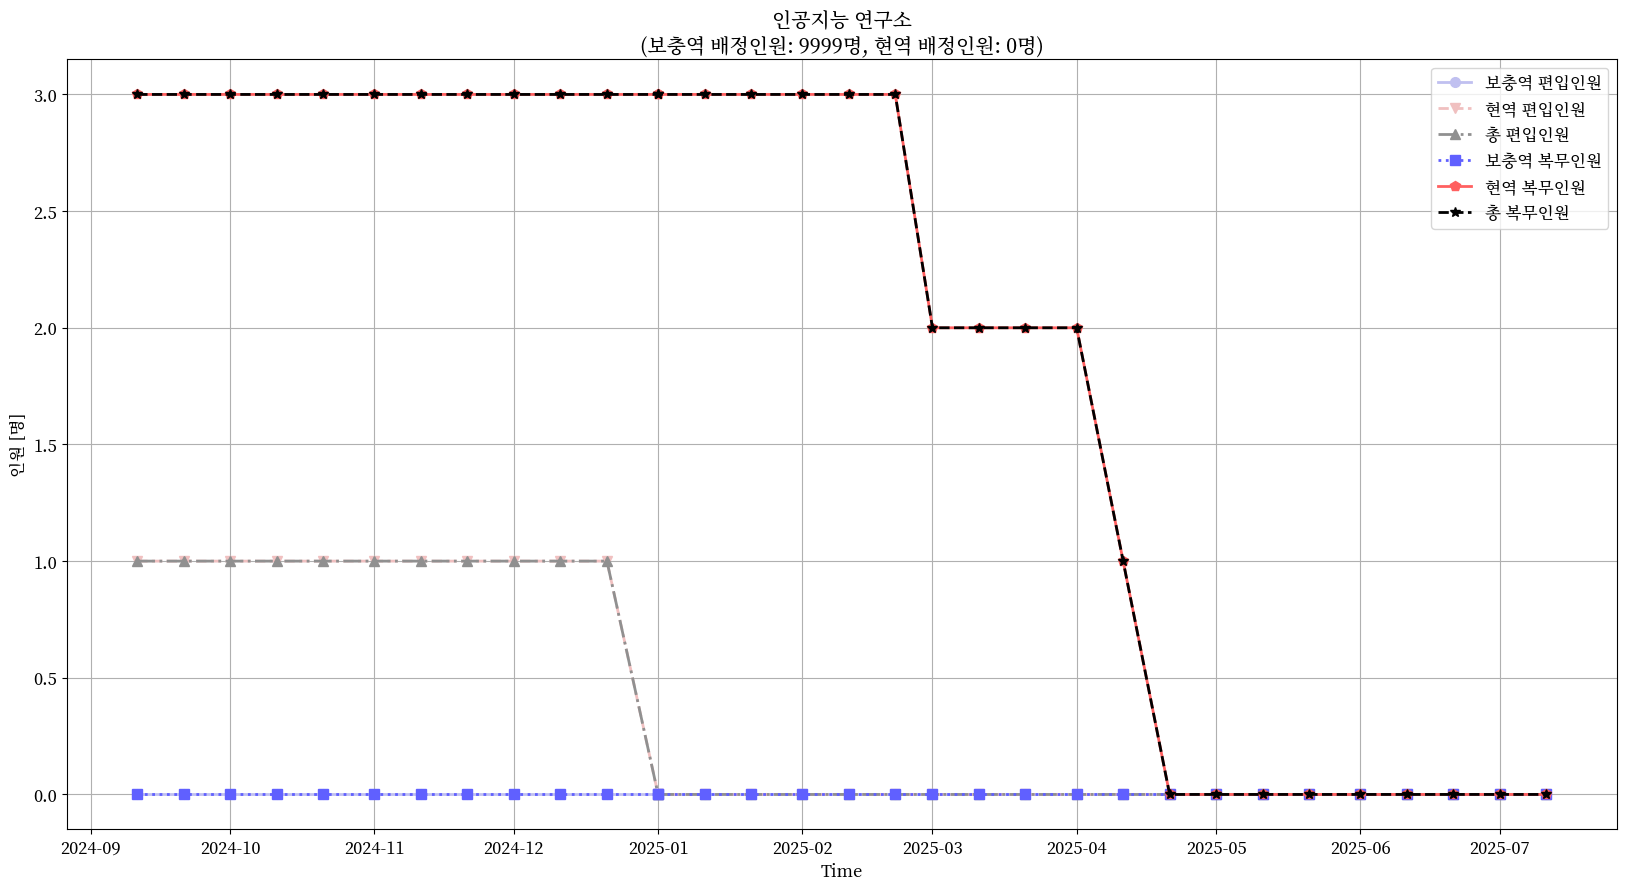 인공지능 연구소
(보충역 배정인원: 9999명, 현역 배정인원: 0명)
보충역 편입인원
현역 편입인원
총 편입인원
보충역 복무인원
현역 복무인원
총 복무인원
3.0
2.5
2.0
1.5
1.0
0.5
0.0
인원 [명]
2024-09 2024-10 2024-11 2024-12 2025-01 2025-02 2025-03 2025-04 2025-05 2025-06 2025-07
Time